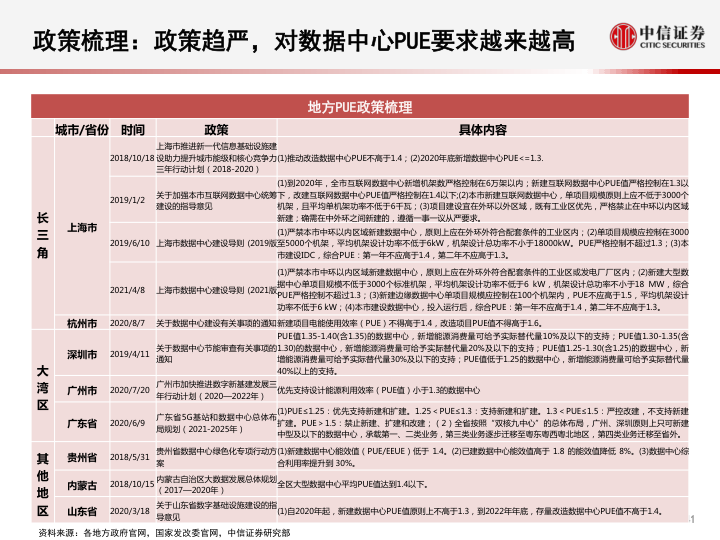 政策梳理：政策趋严，对数据中心PUE要求越来越高
中信证券
CITIC SECURITIES
地方PUE政策梳理
城市/省份 时间 政策 具体内容
长三角
上海市
2018/10/18
上海市推进新一代信息基础设施建
设助力提升城市能级和核心竞争力
三年行动计划（2018-2020）
(1)推动改造数据中心PUE不高于1.4；(2)2020年底新增数据中心PUE<=1.3.
2019/1/2
关于加强本市互联网数据中心统筹
建设的指导意见
(1)到2020年，全市互联网数据中心新增机架数严格控制在6万架以内；新建互联网数据中心PUE值严格控制在1.3以
下，改建互联网数据中心PUE值严格控制在1.4以下;(2)本市新建互联网数据中心，单项目规模原则上应不低于3000个
机架，且平均单机架功率不低于6千瓦；(3)项目建设宜在外环以外区域，既有工业区优先，严格禁止在中环以内区域
新建；确需在中外环之间新建的，遵循一事一议从严要求。
2019/6/10
上海市数据中心建设导则 (2019版
(1)严禁本市中环以内区域新建数据中心，原则上应在外环外符合配套条件的工业区内；(2)单项目规模应控制在3000
至5000个机架，平均机架设计功率不低于6kW，机架设计总功率不小于18000kW。PUE严格控制不超过1.3；(3)本
市建设IDC，综合PUE：第一年不应高于1.4，第二年不应高于1.3。
2021/4/8
上海市数据中心建设导则 (2021版
(1)严禁本市中环以内区域新建数据中心，原则上应在外环外符合配套条件的工业区或发电厂厂区内；(2)新建大型数
据中心单项目规模不低于3000个标准机架，平均机架设计功率不低于6 kW，机架设计总功率不小于18 MW，综合
PUE严格控制不超过1.3；(3)新建边缘数据中心单项目规模应控制在100个机架内，PUE不应高于1.5，平均机架设计
功率不低于6 kW；(4)本市建设数据中心，投入运行后，综合PUE：第一年不应高于1.4，第二年不应高于1.3。
杭州市
2020/8/7
关于数据中心建设有关事项的通知
新建项目电能使用效率（PUE）不得高于1.4，改造项目PUE值不得高于1.6。
大湾区
深圳市
2019/4/11
关于数据中心节能审查有关事项的
通知
PUE值1.35-1.40(含1.35)的数据中心，新增能源消费量可给予实际替代量10%及以下的支持；PUE值1.30-1.35(含
1.30)的数据中心，新增能源消费量可给予实际替代量20%及以下的支持；PUE值1.25-1.30(含1.25)的数据中心，新
增能源消费量可给予实际替代量30%及以下的支持；PUE值低于1.25的数据中心，新增能源消费量可给予实际替代量
40%以上的支持。
广州市
2020/7/20
广州市加快推进数字新基建发展三
年行动计划（2020—2022年）
优先支持设计能源利用效率（PUE值）小于1.3的数据中心
广东省
2020/6/9
广东省5G基站和数据中心总体布
局规划（2021-2025年）
(1)PUE≤1.25：优先支持新建和扩建。1.25＜PUE≤1.3：支持新建和扩建。1.3＜PUE≤1.5：严控改建，不支持新建
扩建。PUE＞1.5：禁止新建、扩建和改建；（2）全省按照“双核九中心”的总体布局，广州、深圳原则上只可新建
中型及以下的数据中心，承载第一、二类业务，第三类业务逐步迁移至粤东粤西粤北地区，第四类业务迁移至省外。
其他地区
贵州省
2018/5/31
贵州省数据中心绿色化专项行动方
案
(1)新建数据中心能效值（PUE/EEUE）低于 1.4。(2)已建数据中心能效值高于 1.8 的能效值降低 8%。(3)数据中心综
合利用率提升到 30%。
内蒙古
2018/10/15
内蒙古自治区大数据发展总体规划
（2017—2020年）
全区大型数据中心平均PUE值达到1.4以下。
山东省
2020/3/18
关于山东省数字基础设施建设的指
导意见
(1)自2020年起，新建数据中心PUE值原则上不高于1.3，到2022年年底，存量改造数据中心PUE值不高于1.4。
资料来源：各地方政府官网，国家发改委官网，中信证券研究部